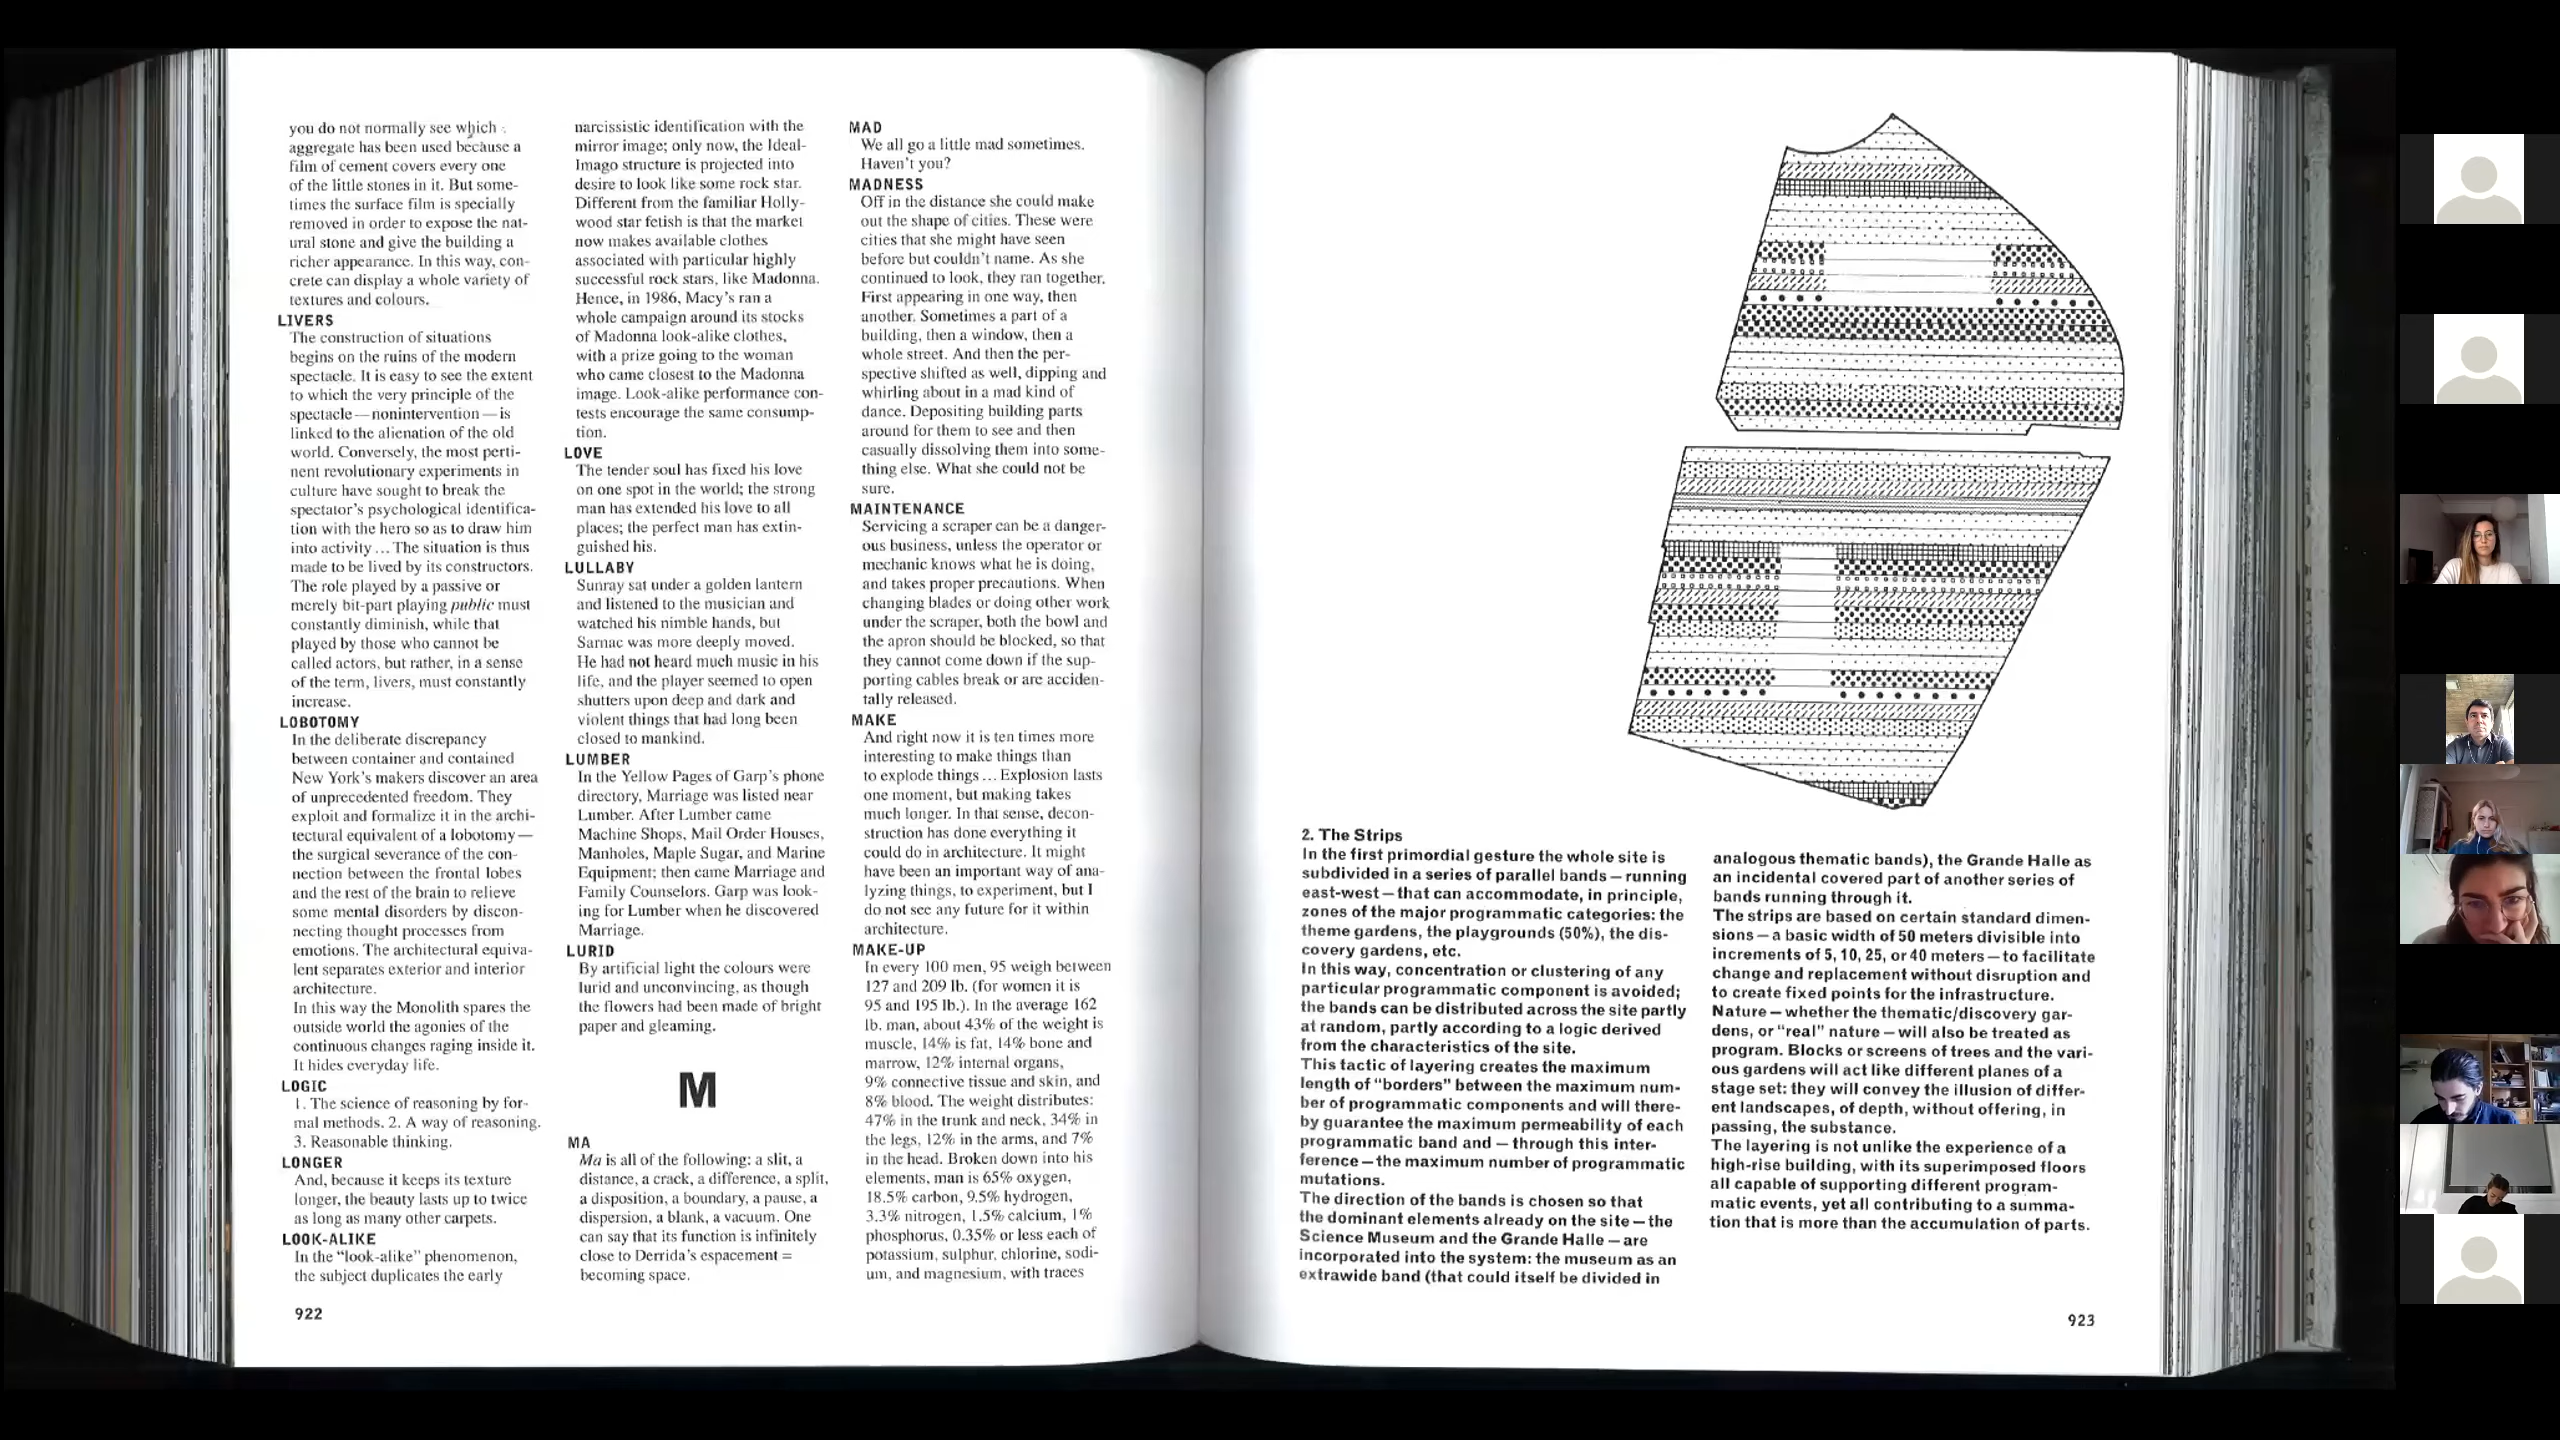 you do not normally see which
aggregate has been used because a
film of cement covers every one
of the little stones in it. But some-
times the surface film is specially
removed in order to expose the nat-
ural stone and give the building a
richer appearance. In this way, con-
crete can display a whole variety of
textures and colours.
LIVERS
The construction of situations
begins on the ruins of the modern
spectacle. It is easy to see the extent
to which the very principle of the
spectacle — nonintervention — is
linked to the alienation of the old
world. Conversely, the most perti-
nent revolutionary experiments in
culture have sought to break the
spectator's psychological identifica-
tion with the hero so as to draw him
into activity ... The situation is thus
made to be lived by its constructors.
The role played by a passive or
merely bit-part playing public must
constantly diminish, while that
played by those who cannot be
called actors, but rather, in a sense
of the term, livers, must constantly
increase.
LOBOTOMY
In the deliberate discrepancy
between container and contained
New York's makers discover an area
of unprecedented freedom. They
exploit and formalize it in the archi-
tectural equivalent of a lobotomy —
the surgical severance of the con-
nection between the frontal lobes
and the rest of the brain to relieve
some mental disorders by discon-
necting thought processes from
emotions. The architectural equiva-
lent separates exterior and interior
architecture.
In this way the Monolith spares the
outside world the agonies of the
continuous changes raging inside it.
It hides everyday life.
LOGIC
1. The science of reasoning by for-
mal methods. 2. A way of reasoning.
3. Reasonable thinking.
LONGER
And, because it keeps its texture
longer, the beauty lasts up to twice
as long as many other carpets.
LOOK-ALIKE
In the "look-alike" phenomenon,
the subject duplicates the early
922
narcissistic identification with the
mirror image; only now, the Ideal-
Imago structure is projected into
desire to look like some rock star.
Different from the familiar Holly-
wood star fetish is that the market
now makes available clothes
associated with particular highly
successful rock stars, like Madonna.
Hence, in 1986, Macy's ran a
whole campaign around its stocks
of Madonna look-alike clothes,
with a prize going to the woman
who came closest to the Madonna
image. Look-alike performance con-
tests encourage the same consump-
tion.
LOVE
The tender soul has fixed his love
on one spot in the world; the strong
man has extended his love to all
places; the perfect man has extin-
guished his.
LULLABY
Sunray sat under a golden lantern
and listened to the musician and
watched his nimble hands, but
Sarnac was more deeply moved.
He had not heard much music in his
life, and the player seemed to open
shutters upon deep and dark and
violent things that had long been
closed to mankind.
LUMBER
In the Yellow Pages of Garp's phone
directory, Marriage was listed near
Lumber. After Lumber came
Machine Shops, Mail Order Houses,
Manholes, Maple Sugar, and Marine
Equipment; then came Marriage and
Family Counselors. Garp was look-
ing for Lumber when he discovered
Marriage.
LURID
By artificial light the colours were
lurid and unconvincing, as though
the flowers had been made of bright
paper and gleaming.
M
MA
Ma is all of the following: a slit, a
distance, a crack, a difference, a split,
a disposition, a boundary, a pause, a
dispersion, a blank, a vacuum. One
can say that its function is infinitely
close to Derrida's espacement =
becoming space.
MAD
We all go a little mad sometimes.
Haven't you?
MADNESS
Off in the distance she could make
out the shape of cities. These were
cities that she might have seen
before but couldn't name. As she
continued to look, they ran together.
First appearing in one way, then
another. Sometimes a part of a
building, then a window, then a
whole street. And then the per-
spective shifted as well, dipping and
whirling about in a mad kind of
dance. Depositing building parts
around for them to see and then
casually dissolving them into some-
thing else. What she could not be
sure.
MAINTENANCE
Servicing a scraper can be a danger-
ous business, unless the operator or
mechanic knows what he is doing,
and takes proper precautions. When
changing blades or doing other work
under the scraper, both the bowl and
the apron should be blocked, so that
they cannot come down if the sup-
porting cables break or are acciden-
tally released.
MAKE
And right now it is ten times more
interesting to make things than
to explode things ... Explosion lasts
one moment, but making takes
much longer. In that sense, decon-
struction has done everything it
could do in architecture. It might
have been an important way of ana-
lyzing things, to experiment, but I
do not see any future for it within
architecture.
MAKE-UP
In every 100 men, 95 weigh between
127 and 209 lb. (for women it is
95 and 195 lb.). In the average 162
lb. man, about 43% of the weight is
muscle, 14% is fat, 14% bone and
marrow, 12% internal organs,
9% connective tissue and skin, and
8% blood. The weight distributes:
47% in the trunk and neck, 34% in
the legs, 12% in the arms, and 7%
in the head. Broken down into his
elements, man is 65% oxygen,
18.5% carbon, 9.5% hydrogen,
3.3% nitrogen, 1.5% calcium, 1%
phosphorus, 0.35% or less each of
potassium, sulphur, chlorine, sodi-
um, and magnesium, with traces
2. The Strips
In the first primordial gesture the whole site is
subdivided in a series of parallel bands — running
east-west — that can accommodate, in principle,
zones of the major programmatic categories: the
theme gardens, the playgrounds (50%), the dis-
covery gardens, etc.
In this way, concentration or clustering of any
particular programmatic component is avoided;
the bands can be distributed across the site partly
at random, partly according to a logic derived
from the characteristics of the site.
This tactic of layering creates the maximum
length of "borders" between the maximum num-
ber of programmatic components and will there-
by guarantee the maximum permeability of each
programmatic band and — through this inter-
ference — the maximum number of programmatic
mutations.
The direction of the bands is chosen so that
the dominant elements already on the site — the
Science Museum and the Grande Halle — are
incorporated into the system: the museum as an
extrawide band (that could itself be divided in
analogous thematic bands), the Grande Halle as
an incidental covered part of another series of
bands running through it.
The strips are based on certain standard dimen-
sions — a basic width of 50 meters divisible into
increments of 5, 10, 25, or 40 meters — to facilitate
change and replacement without disruption and
to create fixed points for the infrastructure.
Nature — whether the thematic/discovery gar-
dens, or "real" nature — will also be treated as
program. Blocks or screens of trees and the vari-
ous gardens will act like different planes of a
stage set: they will convey the illusion of differ-
ent landscapes, of depth, without offering, in
passing, the substance.
The layering is not unlike the experience of a
high-rise building, with its superimposed floors
all capable of supporting different program-
matic events, yet all contributing to a summa-
tion that is more than the accumulation of parts.
923